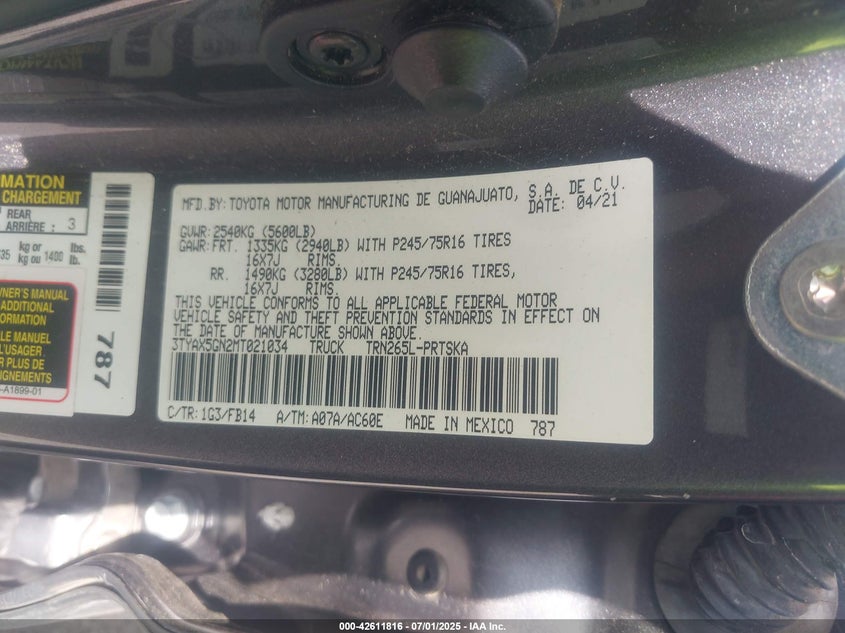 MATION
CHARGEMENT
REAR
ARRIÈRE : 3
35 kg or 1400 lbs.
kg ou lb.
WNER'S MANUAL
ADDITIONAL
FORMATION
LE MANUEL
L'USAGER
R PLUS DE
IGNEMENTS
-A1899-01
787
MFD.BY:TOYOTA MOTOR MANUFACTURING DE GUANAJUATO, S.A. DE C.V.
DATE: 04/21
GVWR:2540KG (5600LB)
GAWR:FRT. 1335KG (2940LB) WITH P245/75R16 TIRES
16X7J RIMS.
RR. 1490KG (3280LB) WITH P245/75R16 TIRES,
16X7J RIMS.
THIS VEHICLE CONFORMS TO ALL APPLICABLE FEDERAL MOTOR
VEHICLE SAFETY AND THEFT PREVENTION STANDARDS IN EFFECT ON
THE DATE OF MANUFACTURE SHOWN ABOVE.
3TYAX5GN2MT021034 TRUCK TRN265L-PRTSKA
C/TR:1G3/FB14 A/TM:A07A/AC60E MADE IN MEXICO 787
000-42611816 - 07/01/2025 - IAA Inc.